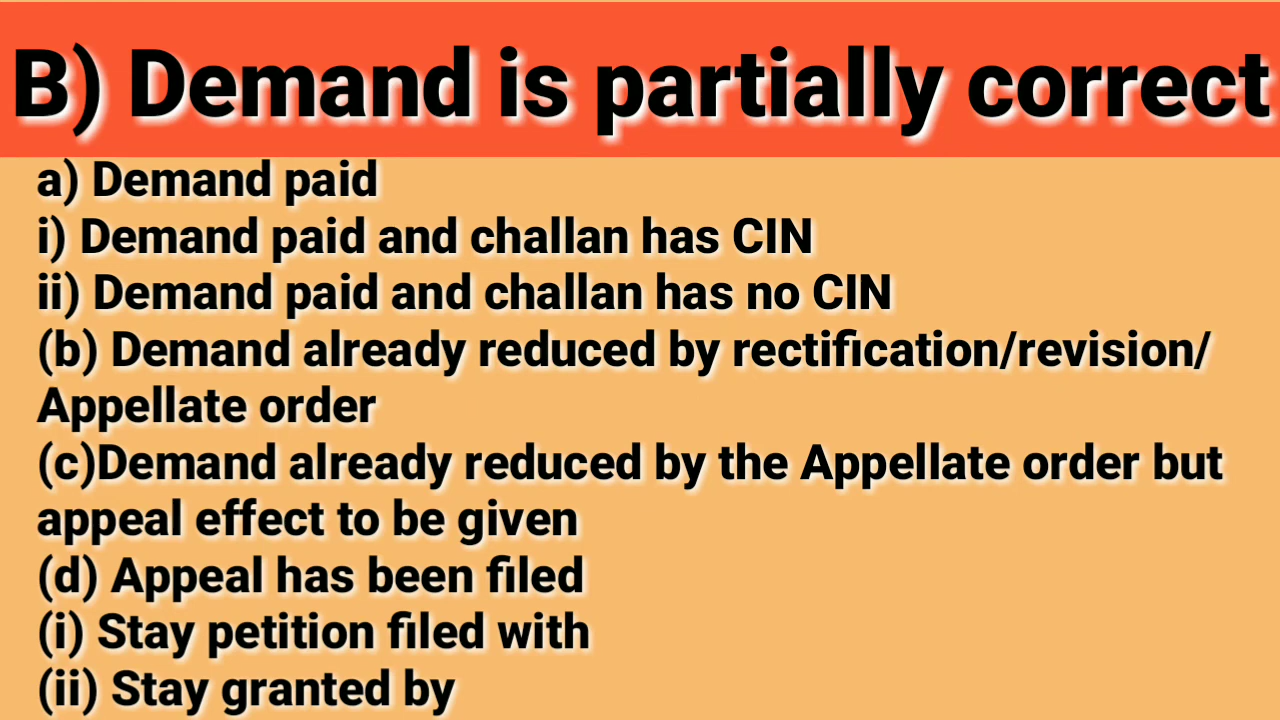 B) Demand is partially correct
a) Demand paid
i) Demand paid and challan has CIN
ii) Demand paid and challan has no CIN
(b) Demand already reduced by rectification/revision/
Appellate order
(c)Demand already reduced by the Appellate order but
appeal effect to be given
(d) Appeal has been filed
(i) Stay petition filed with
(ii) Stay granted by